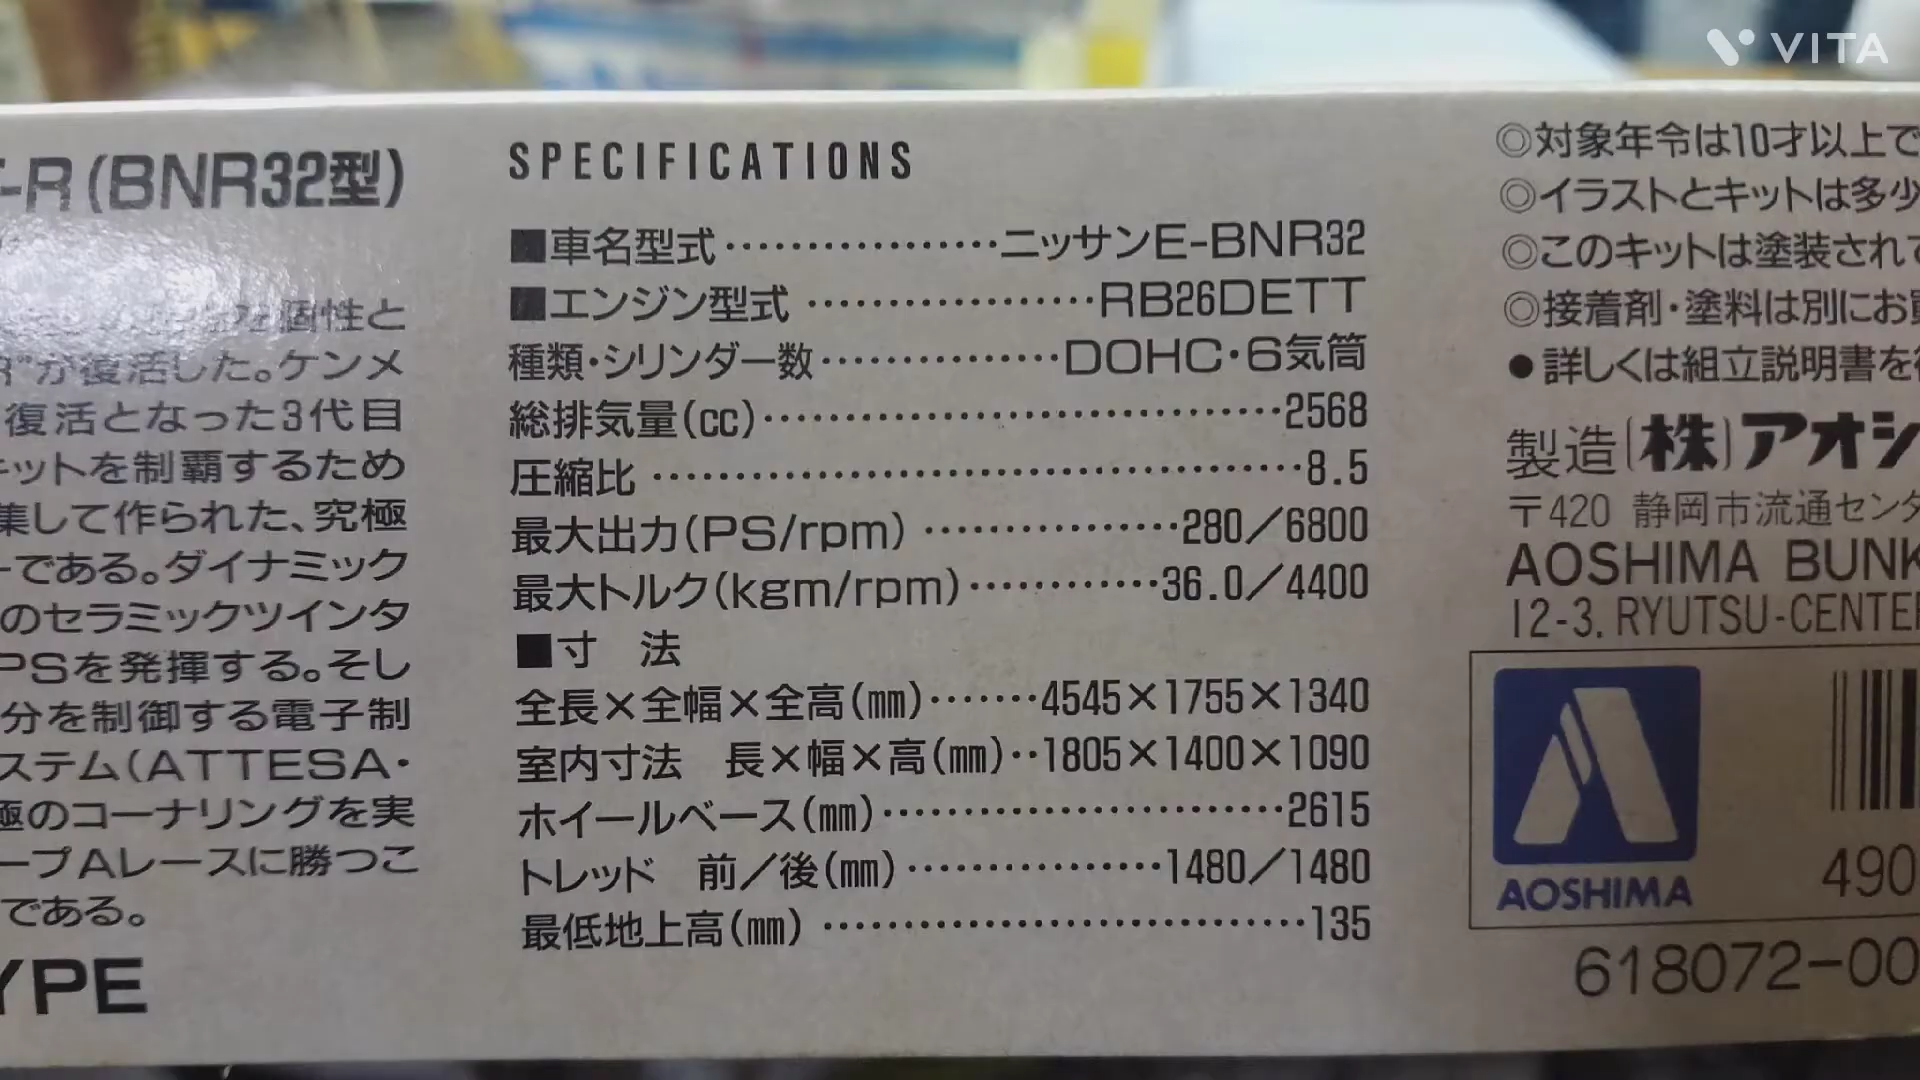 VITA
-R(BNR32型)
個性と
R"が復活した。ケンメ
復活となった3代目
キットを制覇するため
集して作られた、究極
ーである。ダイナミック
のセラミックツインタ
PSを発揮する。そし
分を制御する電子制
ステム(ATTESA・
極のコーナリングを実
ープAレースに勝つこ
である。
YPE
SPECIFICATIONS
■車名型式‥‥‥‥‥‥‥‥ニッサンE-BNR32
■エンジン型式‥‥‥‥‥‥‥‥‥RB26DETT
種類・シリンダー数‥‥‥‥‥‥‥DOHC・6気筒
総排気量(cc)‥‥‥‥‥‥‥‥‥‥‥‥‥‥‥2568
圧縮比‥‥‥‥‥‥‥‥‥‥‥‥‥‥‥‥‥‥‥8.5
最大出力(PS/rpm)‥‥‥‥‥‥‥‥280/6800
最大トルク(kgm/rpm)‥‥‥‥‥‥36.0/4400
■寸 法
全長×全幅×全高(㎜)‥‥‥4545×1755×1340
室内寸法 長×幅×高(㎜)‥1805×1400×1090
ホイールベース(㎜)‥‥‥‥‥‥‥‥‥‥‥‥2615
トレッド 前/後(㎜)‥‥‥‥‥‥‥‥1480/1480
最低地上高(㎜)‥‥‥‥‥‥‥‥‥‥‥‥‥‥135
◎対象年令は10才以上で
◎イラストとキットは多少
◎このキットは塗装されて
◎接着剤・塗料は別にお買
●詳しくは組立説明書を
製造(株)アオシ
〒420 静岡市流通センタ
AOSHIMA BUNK
12-3, RYUTSU-CENTER
AOSHIMA
490
618072-00